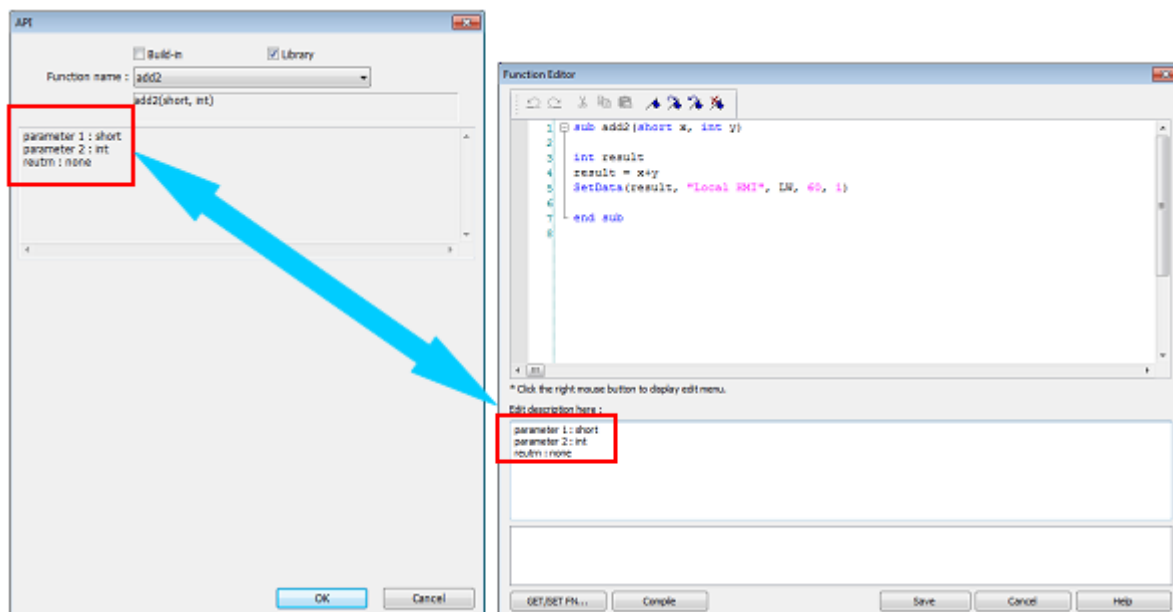 API
Build-in
Library
Function name :
add2
add2(short, int)
parameter 1 : short
parameter 2 : int
reutrn : none
OK
Cancel
Function Editor
1 sub add2(short x, int y)
2
3 int result
4 result = x+y
5 SetData(result, "Local HMI", LW, 60, 1)
6
7 end sub
8
* Click the right mouse button to display edit menu.
Edit description here :
parameter 1 : short
parameter 2 : int
reutrn : none
GET/SET FN...
Compile
Save
Cancel
Help